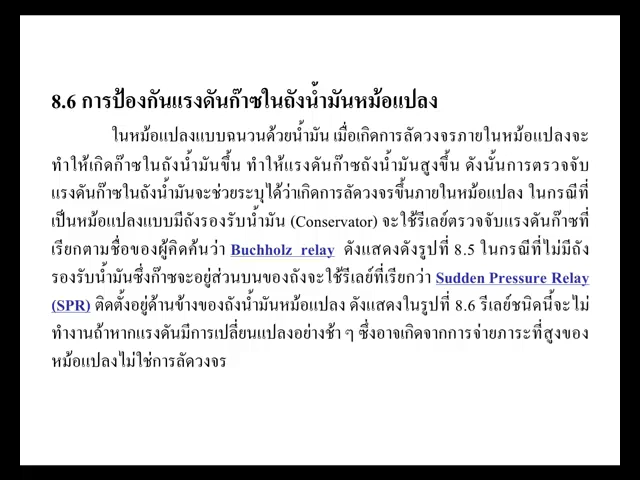 8.6 การป้องกันแรงดันก๊าซในถังน้ำมันหม้อแปลง
ในหม้อแปลงแบบฉนวนด้วยน้ำมัน เมื่อเกิดการลัดวงจรภายในหม้อแปลงจะ
ทำให้เกิดก๊าซในถังน้ำมันขึ้น ทำให้แรงดันก๊าซถังน้ำมันสูงขึ้น ดังนั้นการตรวจจับ
แรงดันก๊าซในถังน้ำมันจะช่วยระบุได้ว่าเกิดการลัดวงจรขึ้นภายในหม้อแปลง ในกรณีที่
เป็นหม้อแปลงแบบมีถังรองรับน้ำมัน (Conservator) จะใช้รีเลย์ตรวจจับแรงดันก๊าซที่
เรียกตามชื่อของผู้คิดค้นว่า Buchholz relay ดังแสดงดังรูปที่ 8.5 ในกรณีที่ไม่มีถัง
รองรับน้ำมันซึ่งก๊าซจะอยู่ส่วนบนของถังจะใช้รีเลย์ที่เรียกว่า Sudden Pressure Relay
(SPR) ติดตั้งอยู่ด้านข้างของถังน้ำมันหม้อแปลง ดังแสดงในรูปที่ 8.6 รีเลย์ชนิดนี้จะไม่
ทำงานถ้าหากแรงดันมีการเปลี่ยนแปลงอย่างช้า ๆ ซึ่งอาจเกิดจากการจ่ายภาระที่สูงของ
หม้อแปลงไม่ใช่การลัดวงจร